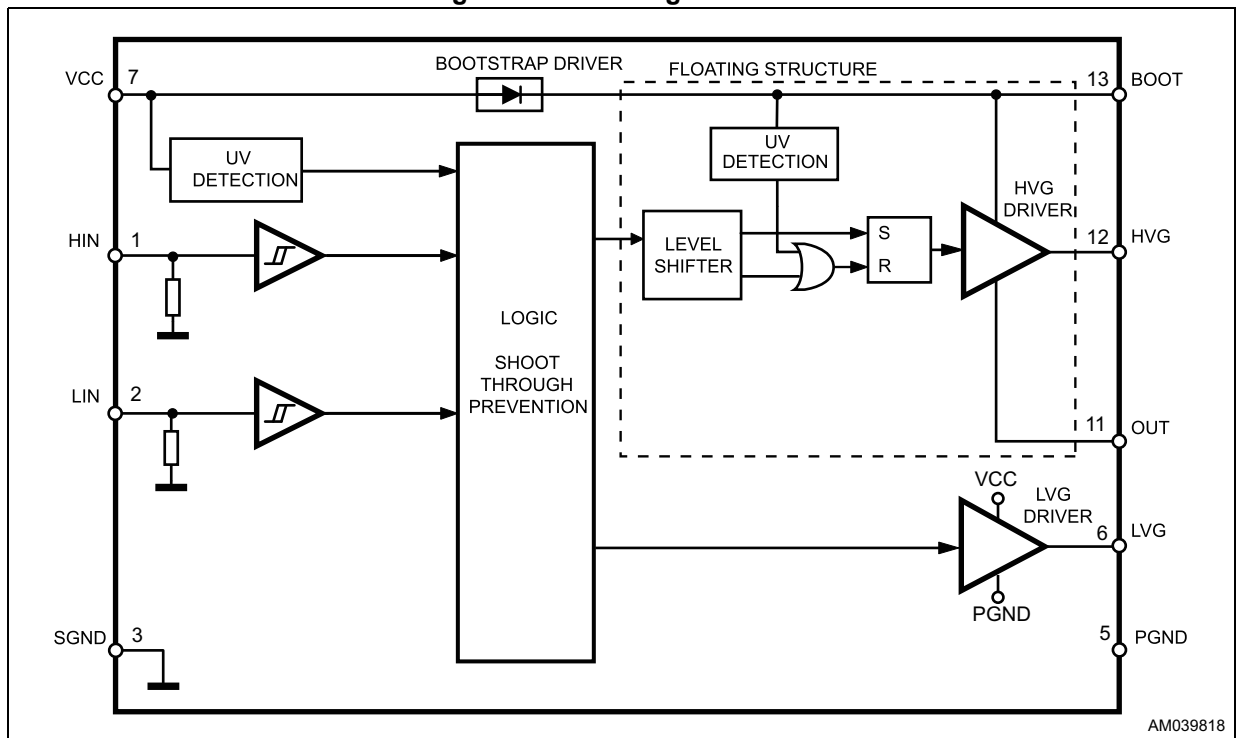 BOOTSTRAP DRIVER
FLOATING STRUCTURE
VCC
7
13
BOOT
UV
DETECTION
UV
DETECTION
HIN
1
HVG
DRIVER
12
HVG
LEVEL
SHIFTER
S
R
LOGIC
SHOOT
THROUGH
PREVENTION
LIN
2
11
OUT
VCC
LVG
DRIVER
6
LVG
PGND
SGND
3
5
PGND
AM039818